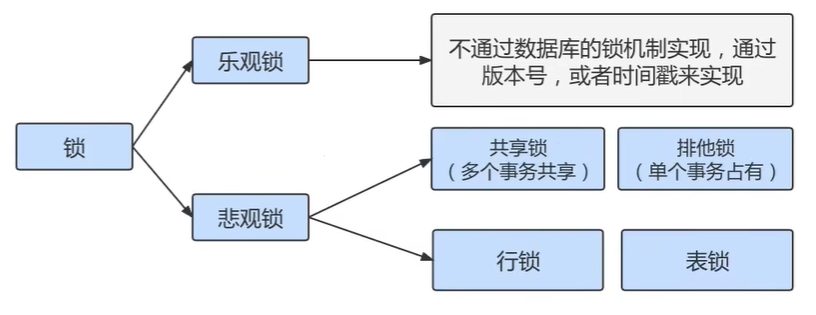 乐观锁
不通过数据库的锁机制实现，通过
版本号，或者时间戳来实现
锁
共享锁
（多个事务共享）
排他锁
（单个事务占有）
悲观锁
行锁
表锁